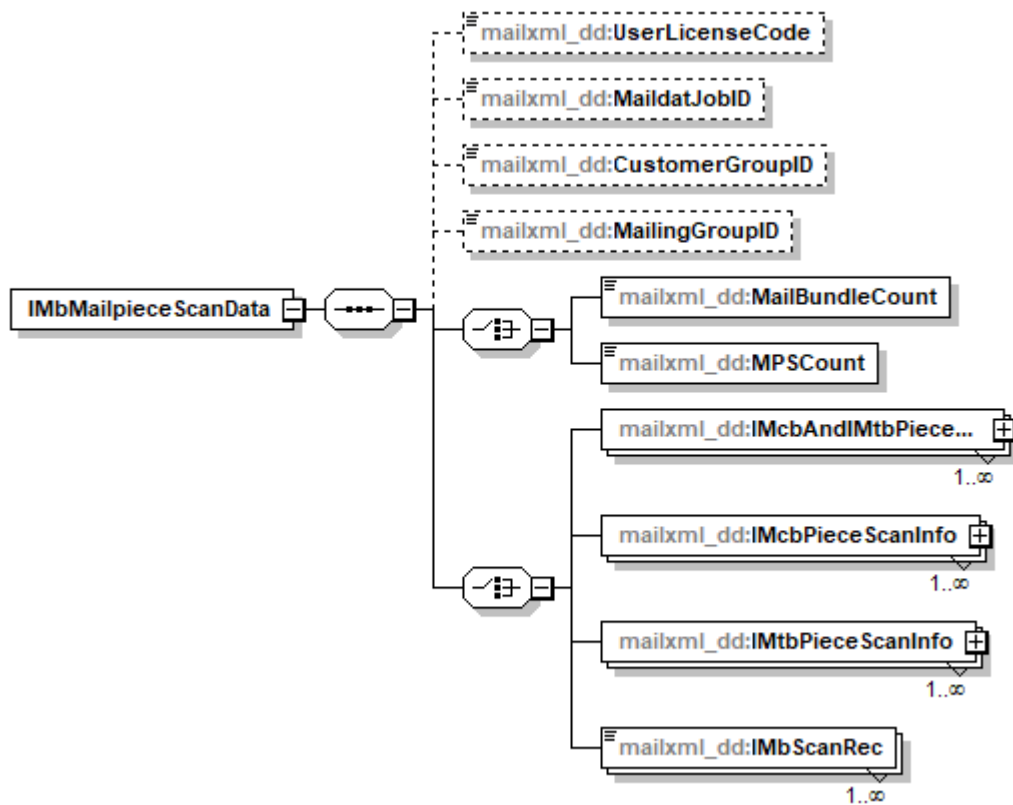 mailxml_dd:UserLicenseCode
mailxml_dd:MaildatJobID
mailxml_dd:CustomerGroupID
mailxml_dd:MailingGroupID
IMbMailpieceScanData
mailxml_dd:MailBundleCount
mailxml_dd:MPSCount
mailxml_dd:IMcbAndIMtbPiece...
1..∞
mailxml_dd:IMcbPieceScanInfo
1..∞
mailxml_dd:IMtbPieceScanInfo
1..∞
mailxml_dd:IMbScanRec
1..∞